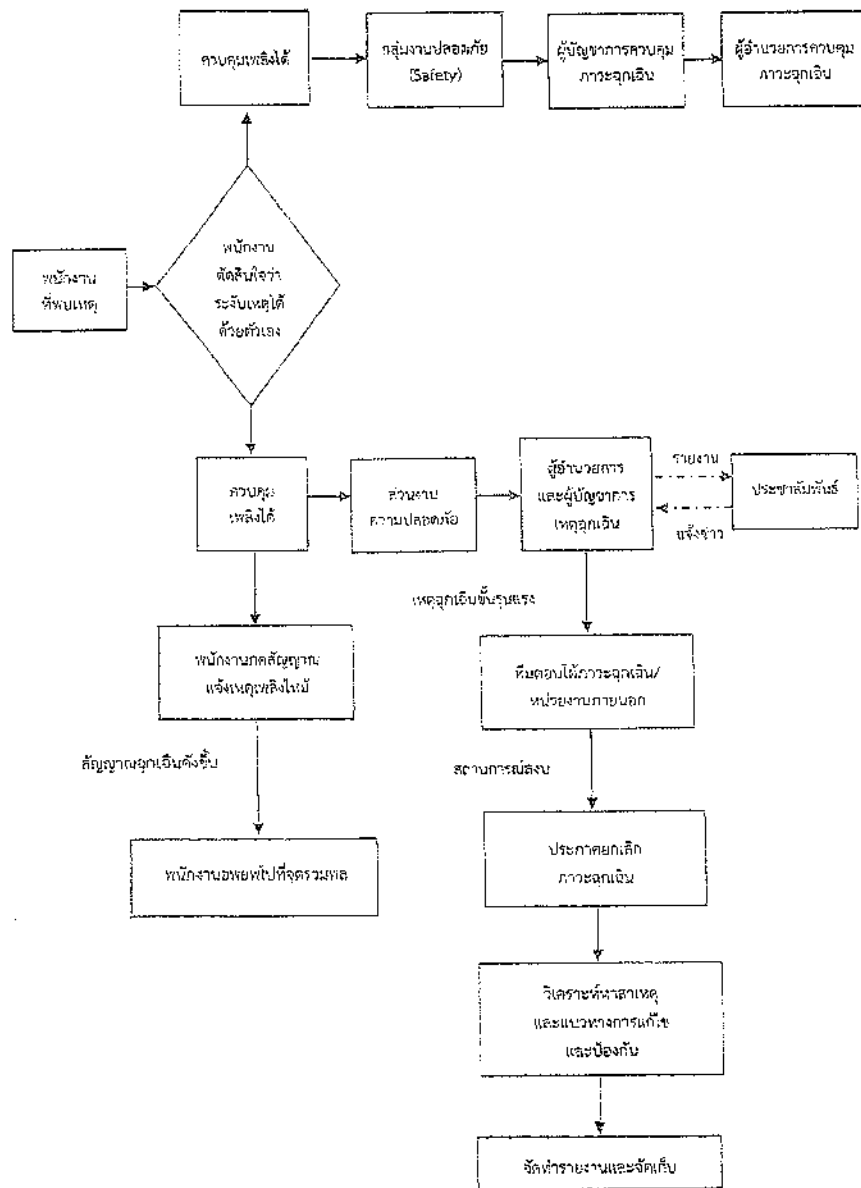 ควบคุมเพลิงได้
กลุ่มงานปลอดภัย
(Safety)
ผู้บัญชาการควบคุม
ภาวะฉุกเฉิน
ผู้อำนวยการควบคุม
ภาวะฉุกเฉิน
พนักงาน
ที่พบเหตุ
พนักงาน
ตัดสินใจว่า
ระงับเหตุได้
ด้วยตัวเอง
ควบคุม
เพลิงได้
ส่วนงาน
ความปลอดภัย
ผู้อำนวยการ
และผู้บัญชาการ
เหตุฉุกเฉิน
รายงาน
แจ้งข่าว
ประชาสัมพันธ์
เหตุฉุกเฉินขั้นรุนแรง
พนักงานกดสัญญาณ
แจ้งเหตุเพลิงไหม้
ทีมตอบโต้ภาวะฉุกเฉิน/
หน่วยงานภายนอก
สัญญาณฉุกเฉินดังขึ้น
สถานการณ์สงบ
พนักงานอพยพไปที่จุดรวมพล
ประกาศยกเลิก
ภาวะฉุกเฉิน
วิเคราะห์หาสาเหตุ
และแนวทางการแก้ไข
และป้องกัน
จัดทำรายงานและจัดเก็บ